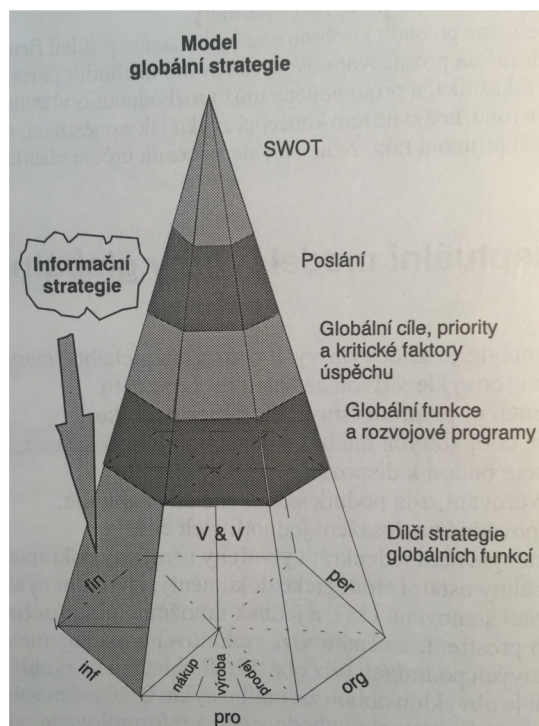 Model
globální strategie
SWOT
Informační
strategie
Poslání
Globální cíle, priority
a kritické faktory
úspěchu
Globální funkce
a rozvojové programy
V & V
Dílčí strategie
globálních funkcí
fin
per
inf
nákup
výroba
prodej
org
pro